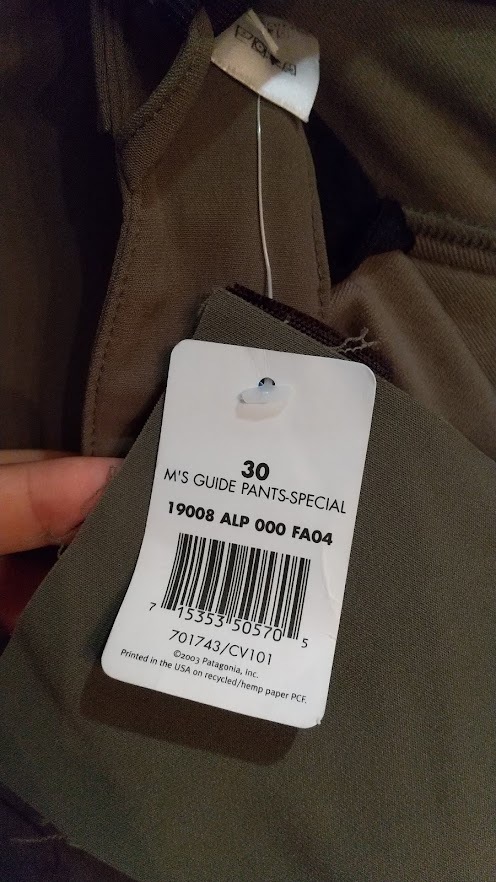 30
M'S GUIDE PANTS-SPECIAL
19008 ALP 000 FA04
7 15353 50570 5
701743/CV101
©2003 Patagonia, Inc.
Printed in the USA on recycled/hemp paper PCF.